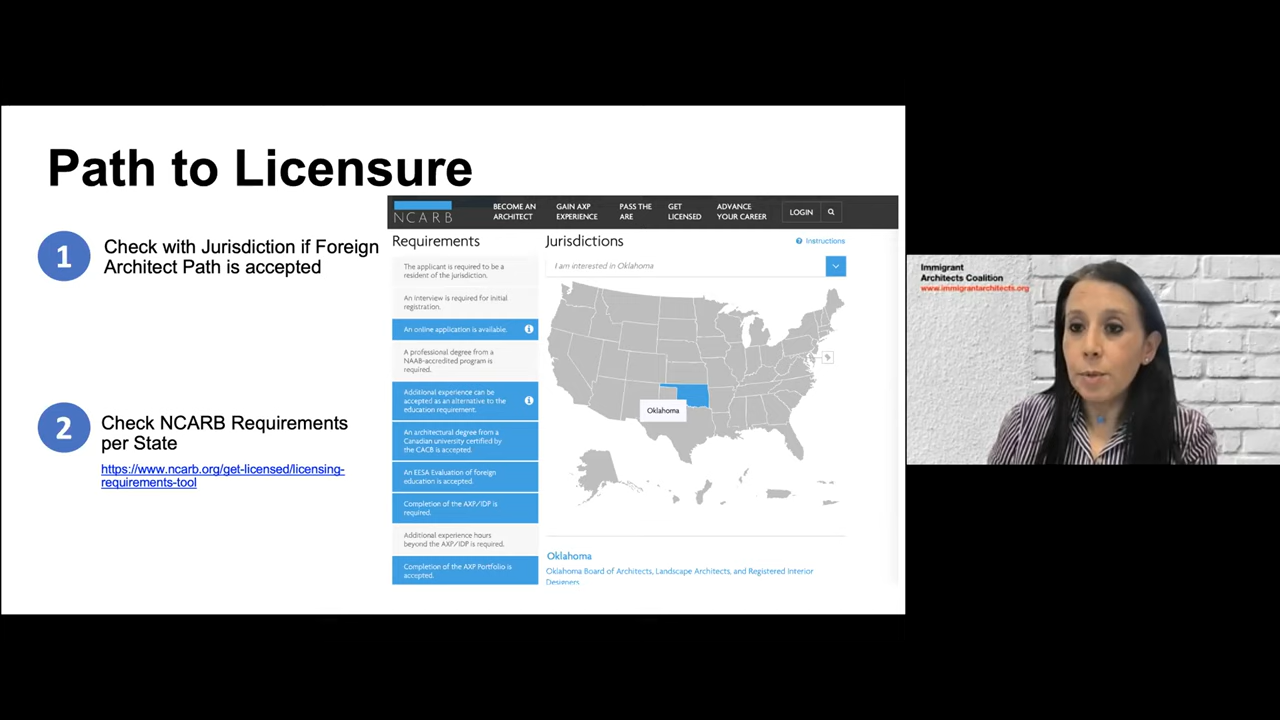 Path to Licensure
1
Check with Jurisdiction if Foreign
Architect Path is accepted
2
Check NCARB Requirements
per State
https://www.ncarb.org/get-licensed/licensing-
requirements-tool
NCARB
BECOME AN
ARCHITECT
GAIN AXP
EXPERIENCE
PASS THE
ARE
GET
LICENSED
ADVANCE
YOUR CAREER
LOGIN
Requirements
The applicant is required to be a
resident of the jurisdiction.
An interview is required for initial
registration.
An online application is available.
A professional degree from a
NAAB-accredited program is
required.
Additional experience can be
accepted as an alternative to the
education requirement.
An architectural degree from a
Canadian university certified by
the CACB is accepted.
An EESA Evaluation of foreign
education is accepted.
Completion of the AXP/IDP is
required.
Additional experience hours
beyond the AXP/IDP is required.
Completion of the AXP Portfolio is
accepted.
Jurisdictions
Instructions
I am interested in Oklahoma
Oklahoma
Oklahoma
Oklahoma Board of Architects, Landscape Architects, and Registered Interior
Designers
Immigrant
Architects Coalition
www.immigrantarchitects.org